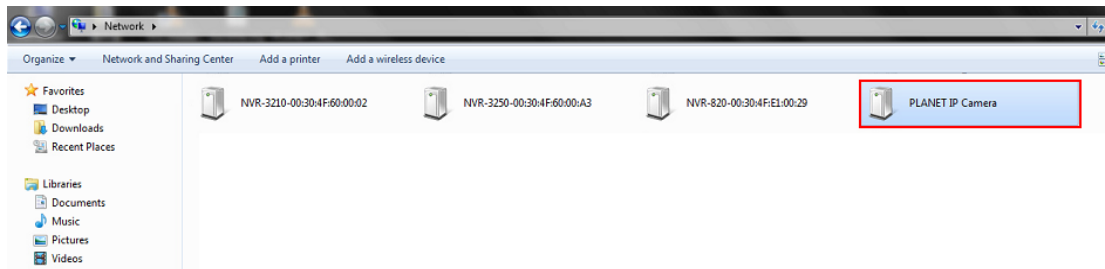 Network
Organize
Network and Sharing Center
Add a printer
Add a wireless device
Favorites
Desktop
Downloads
Recent Places
Libraries
Documents
Music
Pictures
Videos
NVR-3210-00:30:4F:60:00:02
NVR-3250-00:30:4F:60:00:A3
NVR-820-00:30:4F:E1:00:29
PLANET IP Camera